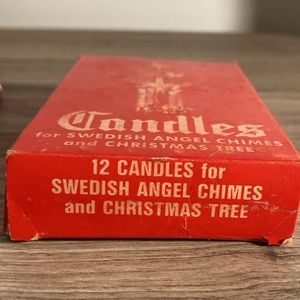 Candles
for SWEDISH ANGEL CHIMES
and CHRISTMAS TREE
12 CANDLES for
SWEDISH ANGEL CHIMES
and CHRISTMAS TREE